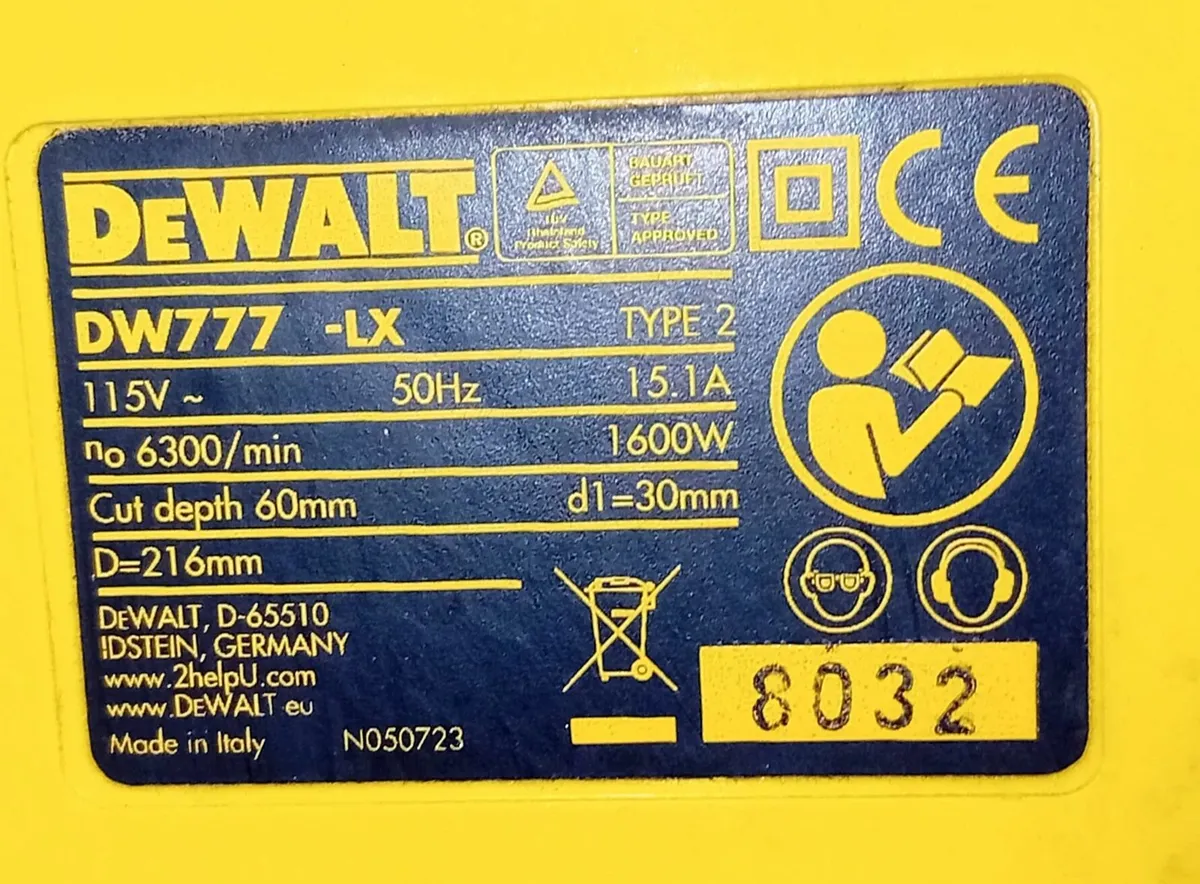 DEWALT®
TÜV
Rheinland
Product Safety
BAUART
GEPRÜFT
TYPE
APPROVED
CE
DW777 -LX TYPE 2
115V ~ 50Hz 15.1A
no 6300/min 1600W
Cut depth 60mm d1=30mm
D=216mm
DEWALT, D-65510
IDSTEIN, GERMANY
www.2helpU.com
www.DEWALT eu
Made in Italy N050723
8032